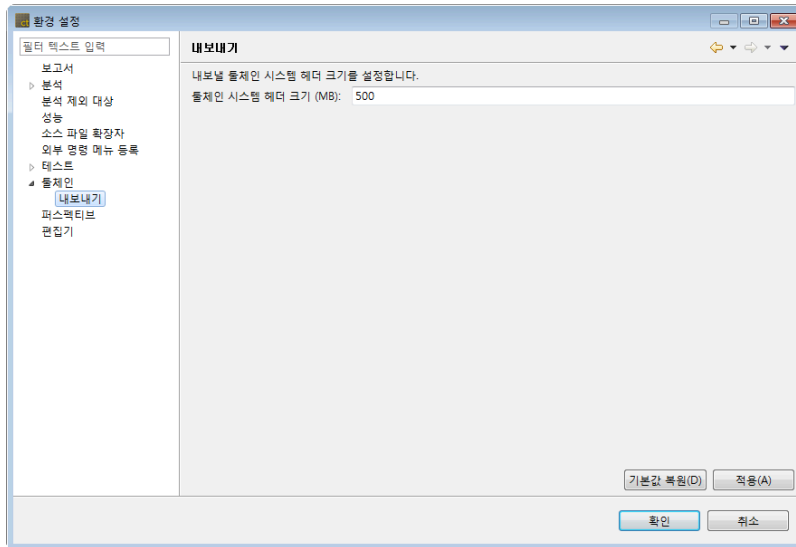 ct 환경 설정
필터 텍스트 입력
보고서
분석
분석 제외 대상
성능
소스 파일 확장자
외부 명령 메뉴 등록
테스트
툴체인
내보내기
퍼스펙티브
편집기
내보내기
내보낼 툴체인 시스템 헤더 크기를 설정합니다.
툴체인 시스템 헤더 크기 (MB): 500
기본값 복원(D) 적용(A)
확인 취소